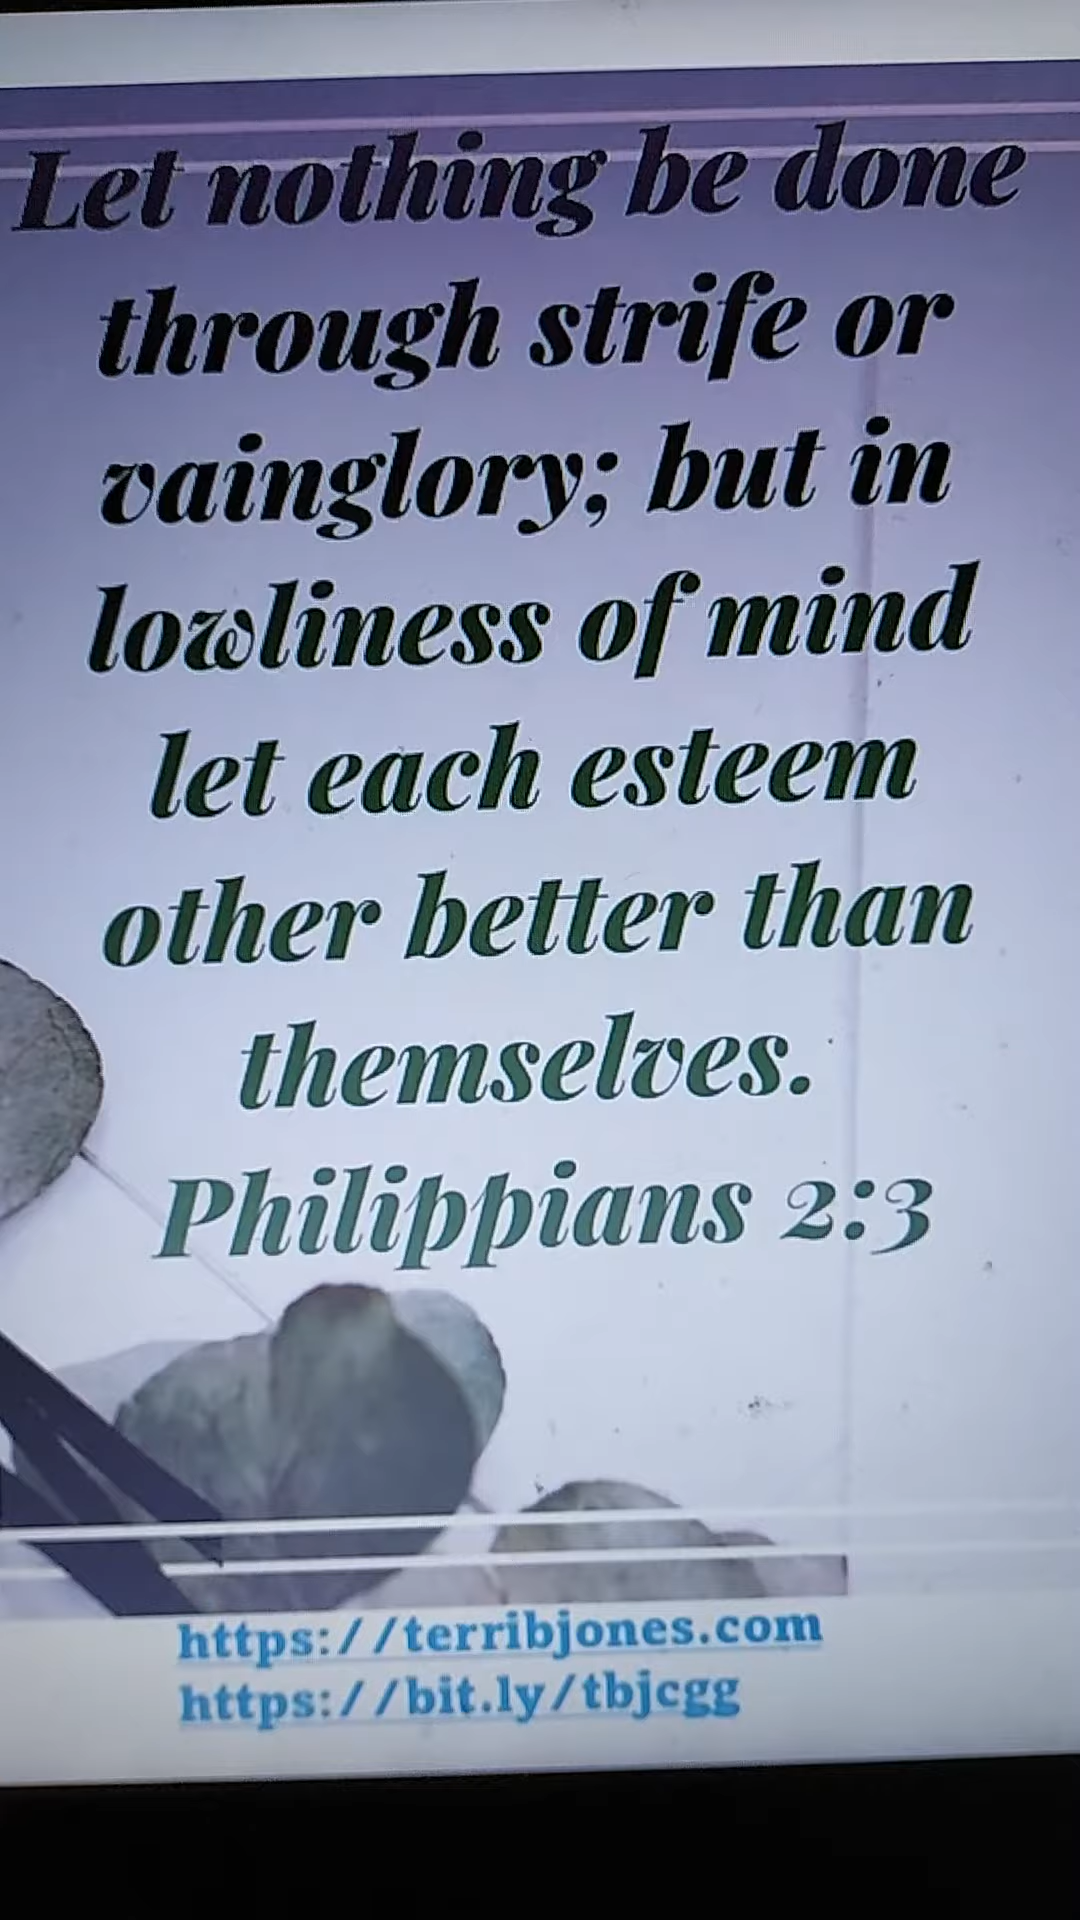 Let nothing be done
through strife or
vainglory; but in
lowliness of mind
let each esteem
other better than
themselves.
Philippians 2:3
https://terribjones.com
https://bit.ly/tbjcgg